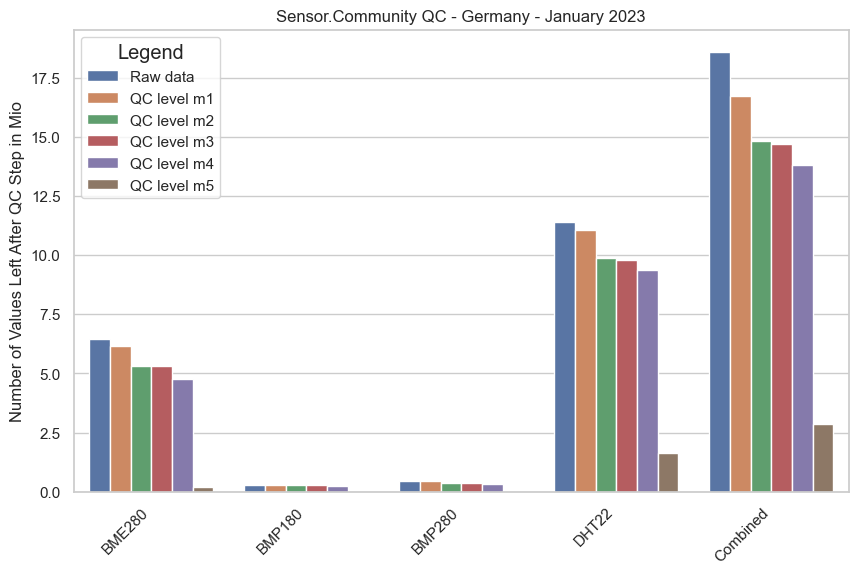 Sensor.Community QC - Germany - January 2023
Number of Values Left After QC Step in Mio
17.5
15.0
12.5
10.0
7.5
5.0
2.5
0.0
Legend
Raw data
QC level m1
QC level m2
QC level m3
QC level m4
QC level m5
BME280
BMP180
BMP280
DHT22
Combined